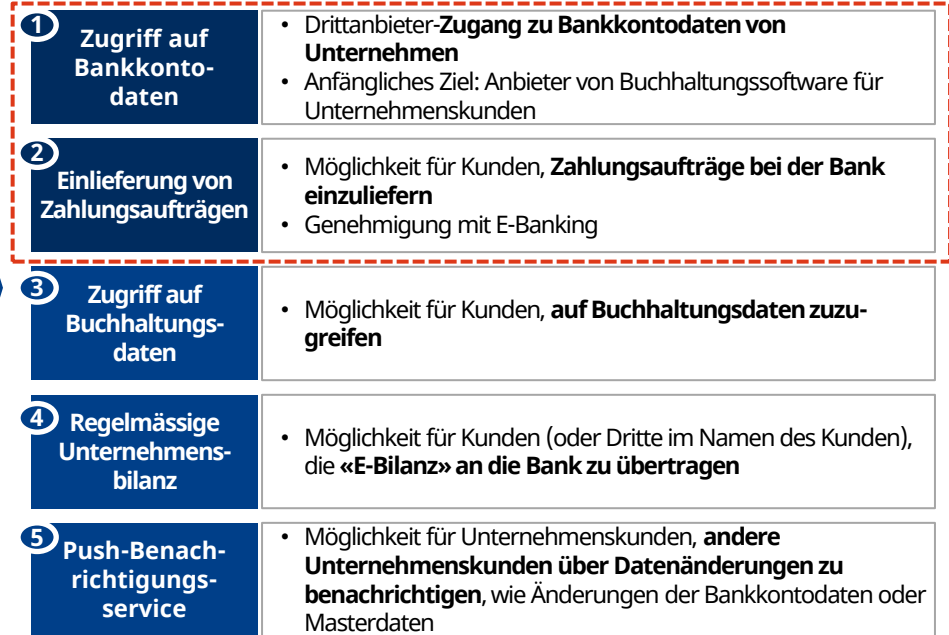 1
Zugriff auf
Bankkonto-
daten
• Drittanbieter-Zugang zu Bankkontodaten von
Unternehmen
• Anfängliches Ziel: Anbieter von Buchhaltungssoftware für
Unternehmenskunden
2
Einlieferung von
Zahlungsaufträgen
• Möglichkeit für Kunden, Zahlungsaufträge bei der Bank
einzuliefern
• Genehmigung mit E-Banking
3
Zugriff auf
Buchhaltungs-
daten
• Möglichkeit für Kunden, auf Buchhaltungsdaten zuzu-
greifen
4
Regelmässige
Unternehmens-
bilanz
• Möglichkeit für Kunden (oder Dritte im Namen des Kunden),
die «E-Bilanz» an die Bank zu übertragen
5
Push-Benach-
richtigungs-
service
• Möglichkeit für Unternehmenskunden, andere
Unternehmenskunden über Datenänderungen zu
benachrichtigen, wie Änderungen der Bankkontodaten oder
Masterdaten